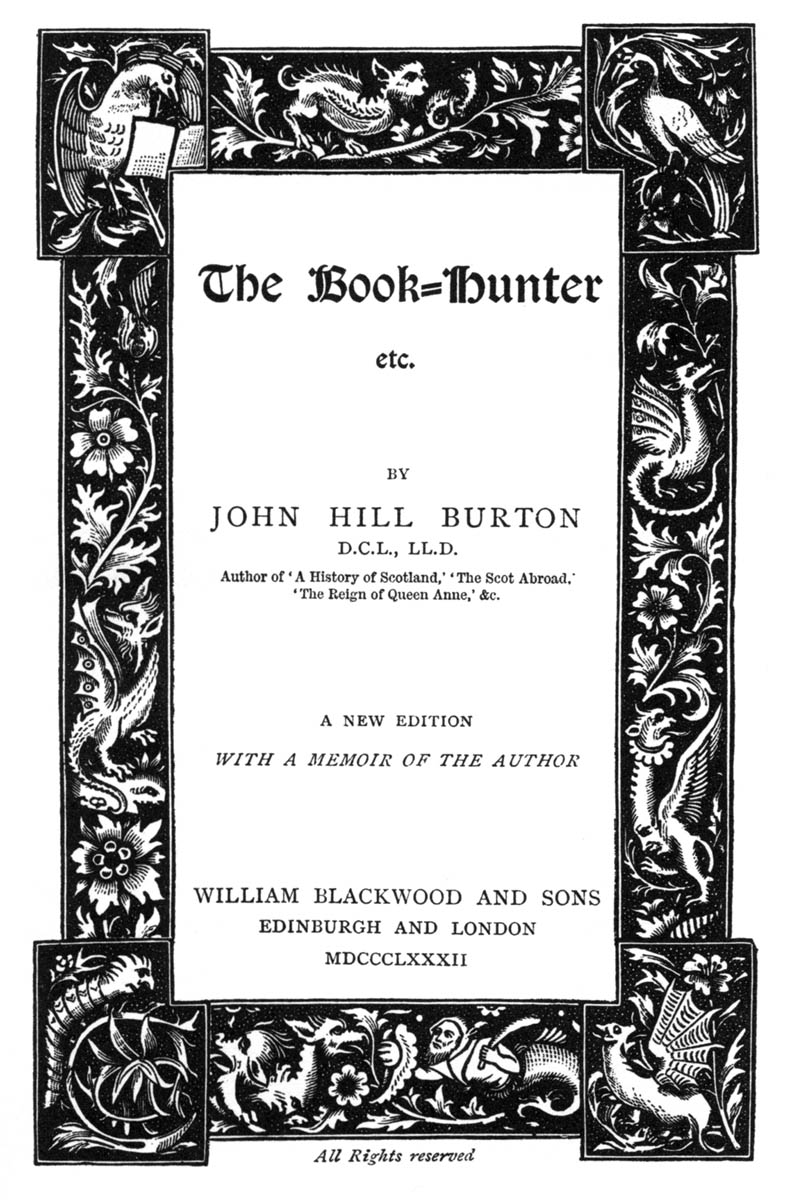 The Book=Hunter
etc.
BY
JOHN HILL BURTON
D.C.L., LL.D.
Author of ‘A History of Scotland,’ ‘The Scot Abroad,’
‘The Reign of Queen Anne,’ &c.
A NEW EDITION
WITH A MEMOIR OF THE AUTHOR
WILLIAM BLACKWOOD AND SONS
EDINBURGH AND LONDON
MDCCCLXXXII
All Rights reserved